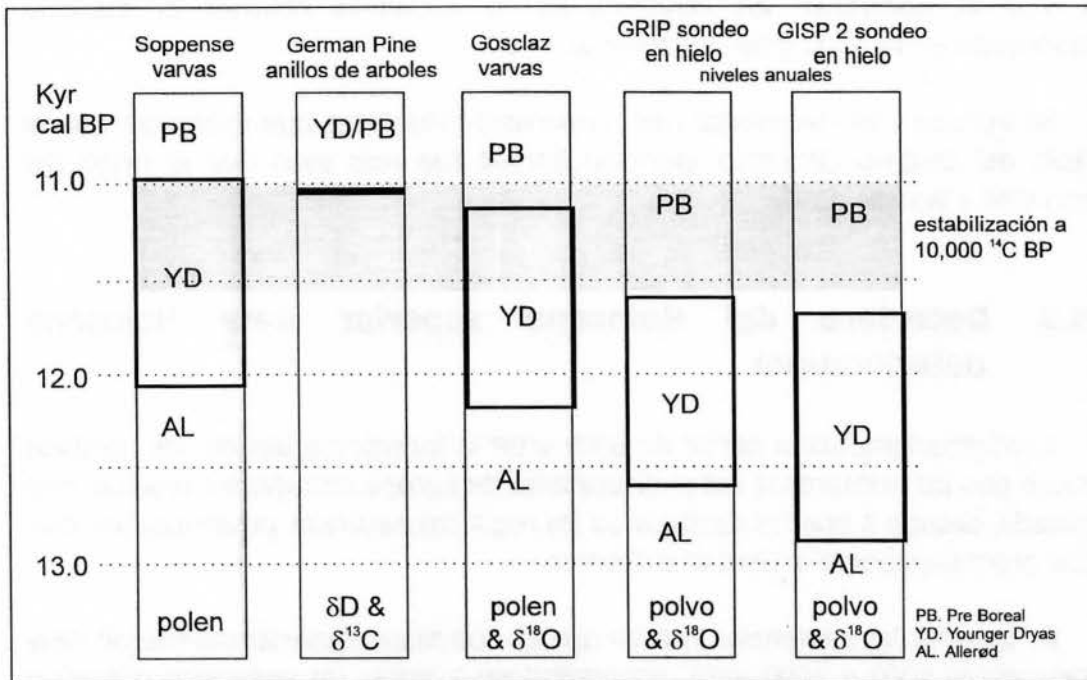 Soppense
varvas
German Pine
anillos de arboles
Gosclaz
varvas
GRIP sondeo
en hielo
GISP 2 sondeo
en hielo
niveles anuales
Kyr
cal BP
11.0
12.0
13.0
PB
YD
AL
polen
YD/PB
δD &
δ¹³C
PB
YD
AL
polen
& δ¹⁸O
PB
YD
AL
polvo
& δ¹⁸O
PB
YD
AL
polvo
& δ¹⁸O
estabilización a
10,000 ¹⁴C BP
PB. Pre Boreal
YD. Younger Dryas
AL. Allerød